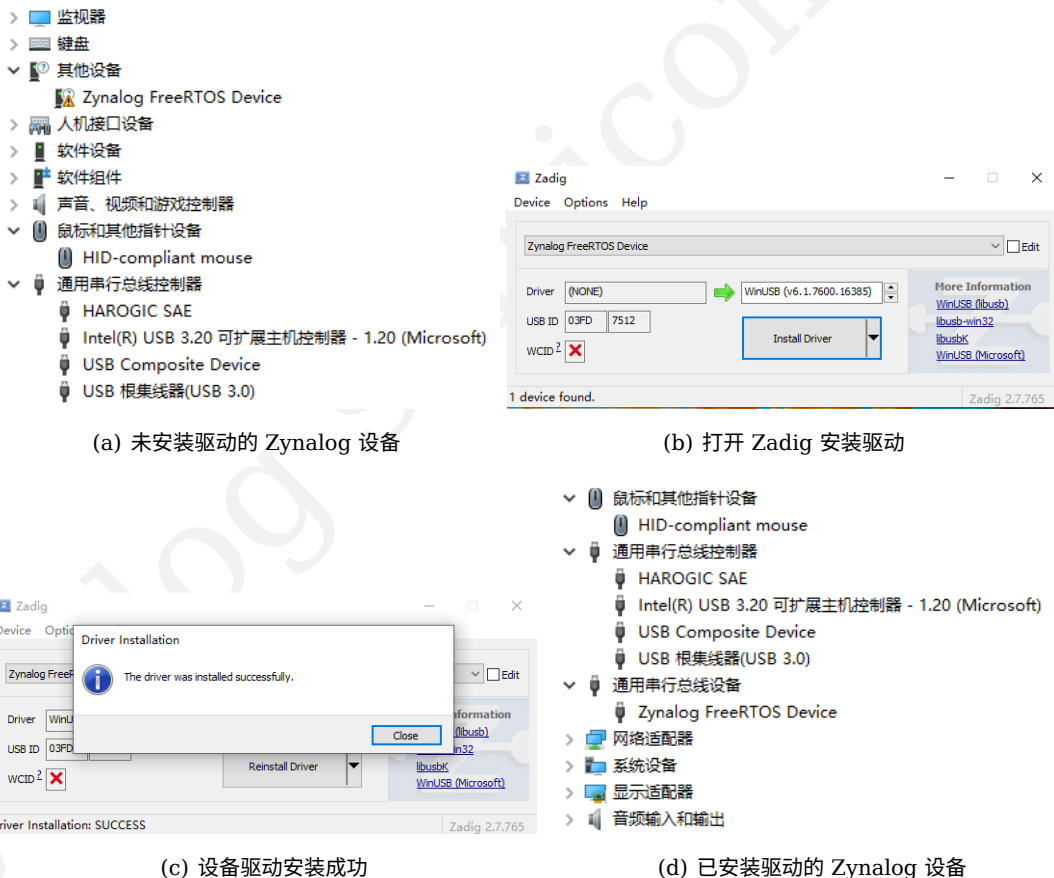 监视器
键盘
其他设备
Zynalog FreeRTOS Device
人机接口设备
软件设备
软件组件
声音、视频和游戏控制器
鼠标和其他指针设备
HID-compliant mouse
通用串行总线控制器
HAROGIC SAE
Intel(R) USB 3.20 可扩展主机控制器 - 1.20 (Microsoft)
USB Composite Device
USB 根集线器(USB 3.0)
(a) 未安装驱动的 Zynalog 设备
Zadig
Device Options Help
Zynalog FreeRTOS Device Edit
Driver (NONE) WinUSB (v6.1.7600.16385)
USB ID 03FD 7512
WCID ?
Install Driver
More Information
WinUSB (libusb)
libusb-win32
libusbK
WinUSB (Microsoft)
1 device found. Zadig 2.7.765
(b) 打开 Zadig 安装驱动
Zadig
Device Optio
Driver Installation
The driver was installed successfully.
Close
Zynalog FreeR Edit
Driver WinU
USB ID 03FD
WCID ?
Reinstall Driver
formation
(libusb)
in32
libusbK
WinUSB (Microsoft)
river Installation: SUCCESS Zadig 2.7.765
(c) 设备驱动安装成功
鼠标和其他指针设备
HID-compliant mouse
通用串行总线控制器
HAROGIC SAE
Intel(R) USB 3.20 可扩展主机控制器 - 1.20 (Microsoft)
USB Composite Device
USB 根集线器(USB 3.0)
通用串行总线设备
Zynalog FreeRTOS Device
网络适配器
系统设备
显示适配器
音频输入和输出
(d) 已安装驱动的 Zynalog 设备